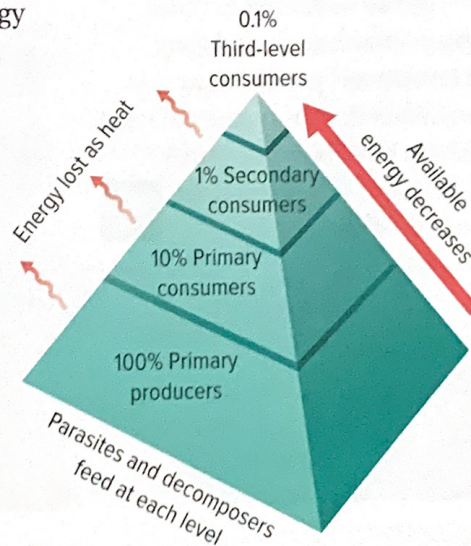 gy
0.1%
Third-level
consumers
Energy lost as heat
Available
energy decreases
1% Secondary
consumers
10% Primary
consumers
100% Primary
producers
Parasites and decomposers
feed at each level